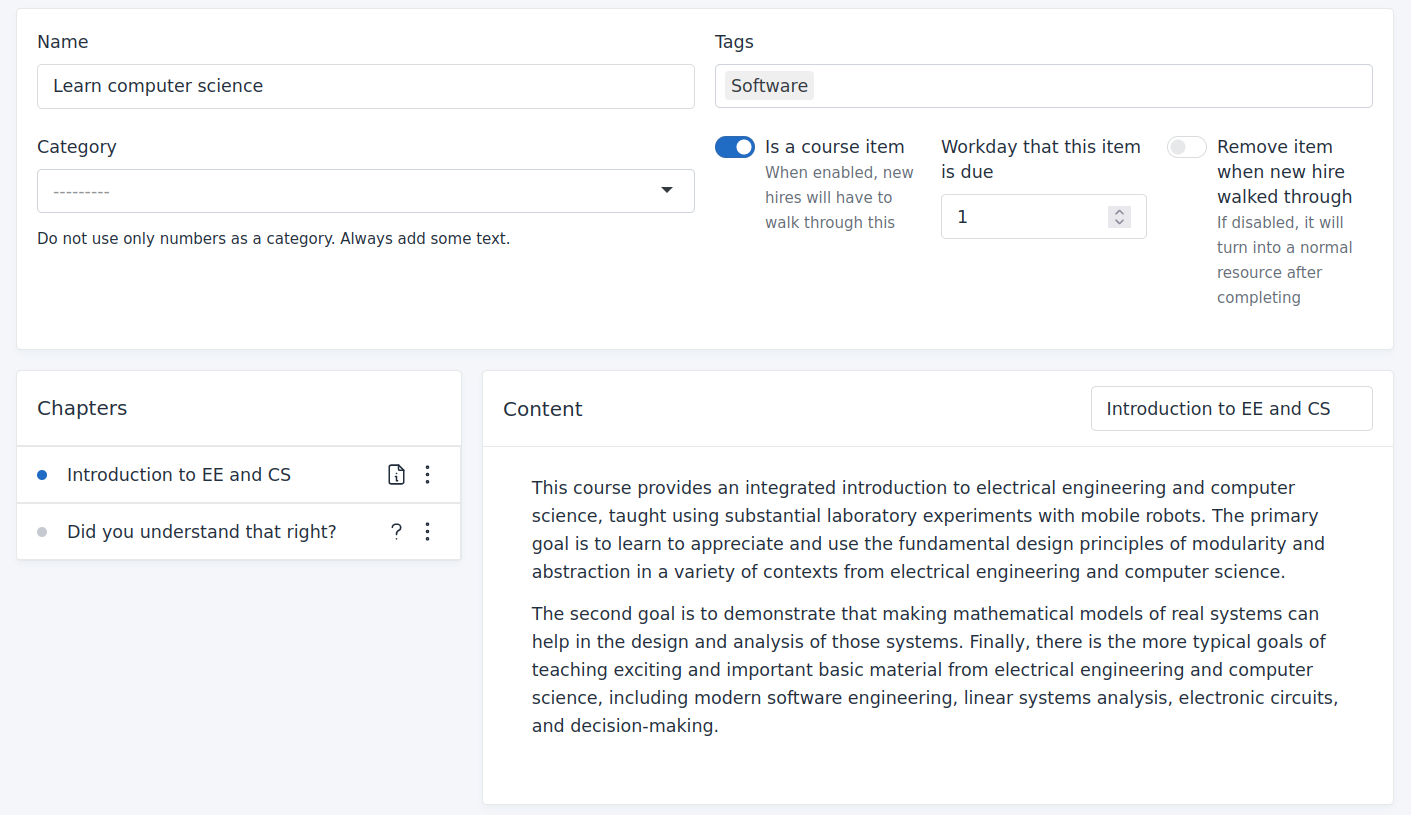 Name
Learn computer science
Tags
Software
Category
---------
Do not use only numbers as a category. Always add some text.
Is a course item
When enabled, new
hires will have to
walk through this
Workday that this item
is due
1
Remove item
when new hire
walked through
If disabled, it will
turn into a normal
resource after
completing
Chapters
Introduction to EE and CS
Did you understand that right?
?
Content
Introduction to EE and CS
This course provides an integrated introduction to electrical engineering and computer
science, taught using substantial laboratory experiments with mobile robots. The primary
goal is to learn to appreciate and use the fundamental design principles of modularity and
abstraction in a variety of contexts from electrical engineering and computer science.
The second goal is to demonstrate that making mathematical models of real systems can
help in the design and analysis of those systems. Finally, there is the more typical goals of
teaching exciting and important basic material from electrical engineering and computer
science, including modern software engineering, linear systems analysis, electronic circuits,
and decision-making.